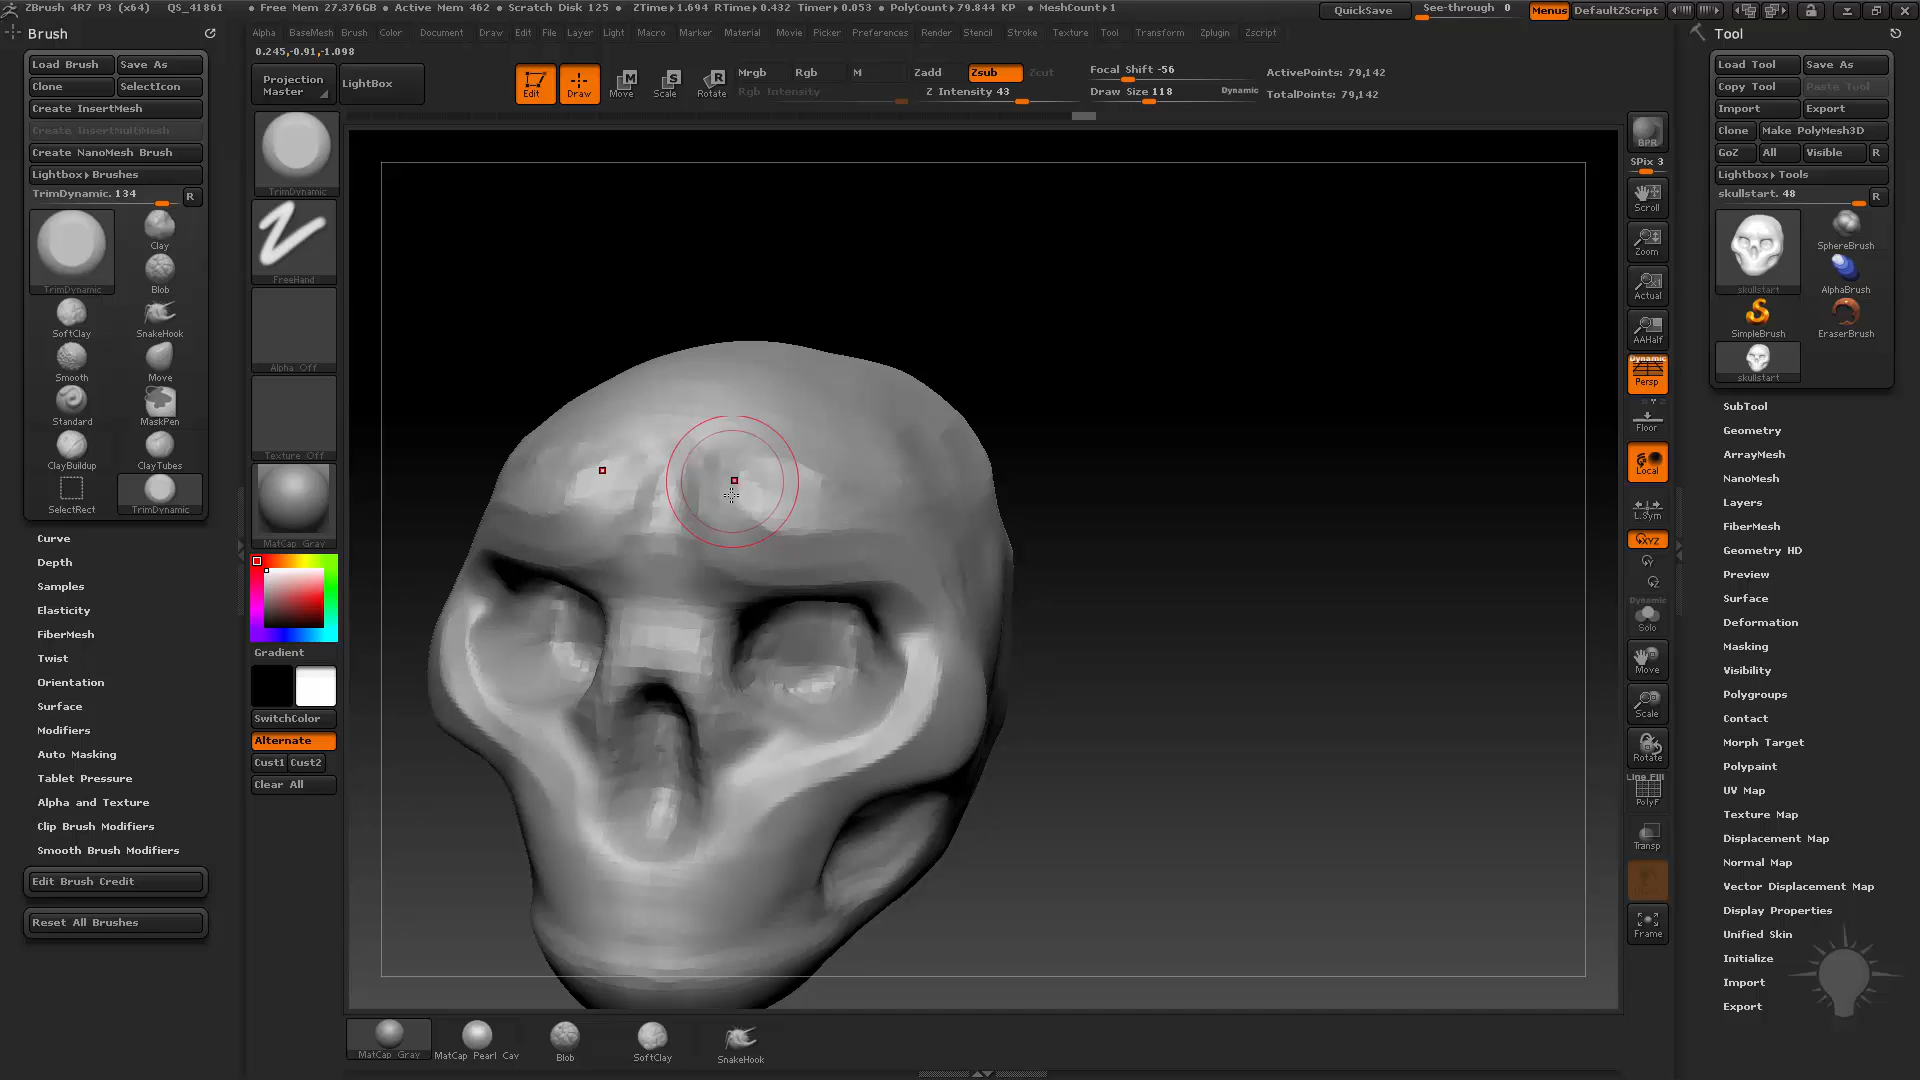 ZBrush 4R7 P3 (x64) QS_41861 • Free Mem 27.376GB • Active Mem 462 • Scratch Disk 125 • ZTime▸1.694 RTime▸0.432 Timer▸0.053 • PolyCount▸79.844 KP • MeshCount▸1
QuickSave See-through 0 Menus DefaultZScript
Brush
Alpha BaseMesh Brush Color Document Draw Edit File Layer Light Macro Marker Material Movie Picker Preferences Render Stencil Stroke Texture Tool Transform Zplugin Zscript
Tool
0.245,-0.91,-1.098
Load Brush Save As
Clone SelectIcon
Create InsertMesh
Create InsertMultiMesh
Create NanoMesh Brush
Lightbox▸Brushes
TrimDynamic. 134 R
TrimDynamic
Clay
Blob
SoftClay SnakeHook
Smooth Move
Standard MaskPen
ClayBuildup ClayTubes
SelectRect TrimDynamic
Curve
Depth
Samples
Elasticity
FiberMesh
Twist
Orientation
Surface
Modifiers
Auto Masking
Tablet Pressure
Alpha and Texture
Clip Brush Modifiers
Smooth Brush Modifiers
Edit Brush Credit
Reset All Brushes
Projection Master
LightBox
Edit Draw Move Scale Rotate
Mrgb Rgb M
Rgb Intensity
Zadd Zsub Zcut
Z Intensity 43
Focal Shift -56
Draw Size 118 Dynamic
ActivePoints: 79,142
TotalPoints: 79,142
TrimDynamic
FreeHand
Alpha Off
Texture Off
MatCap Gray
Gradient
SwitchColor
Alternate
Cust1 Cust2
Clear All
MatCap Gray MatCap Pearl Cav Blob SoftClay SnakeHook
BPR
SPix 3
Scroll
Zoom
Actual
AAHalf
Dynamic
Persp
Floor
Local
L.Sym
XYZ
Y
Z
Dynamic
Solo
Move
Scale
Rotate
Line Fill
PolyF
Transp
Frame
Load Tool Save As
Copy Tool Paste Tool
Import Export
Clone Make PolyMesh3D
GoZ All Visible R
Lightbox▸Tools
skullstart. 48 R
skullstart
SphereBrush
AlphaBrush
SimpleBrush EraserBrush
skullstart
SubTool
Geometry
ArrayMesh
NanoMesh
Layers
FiberMesh
Geometry HD
Preview
Surface
Deformation
Masking
Visibility
Polygroups
Contact
Morph Target
Polypaint
UV Map
Texture Map
Displacement Map
Normal Map
Vector Displacement Map
Display Properties
Unified Skin
Initialize
Import
Export